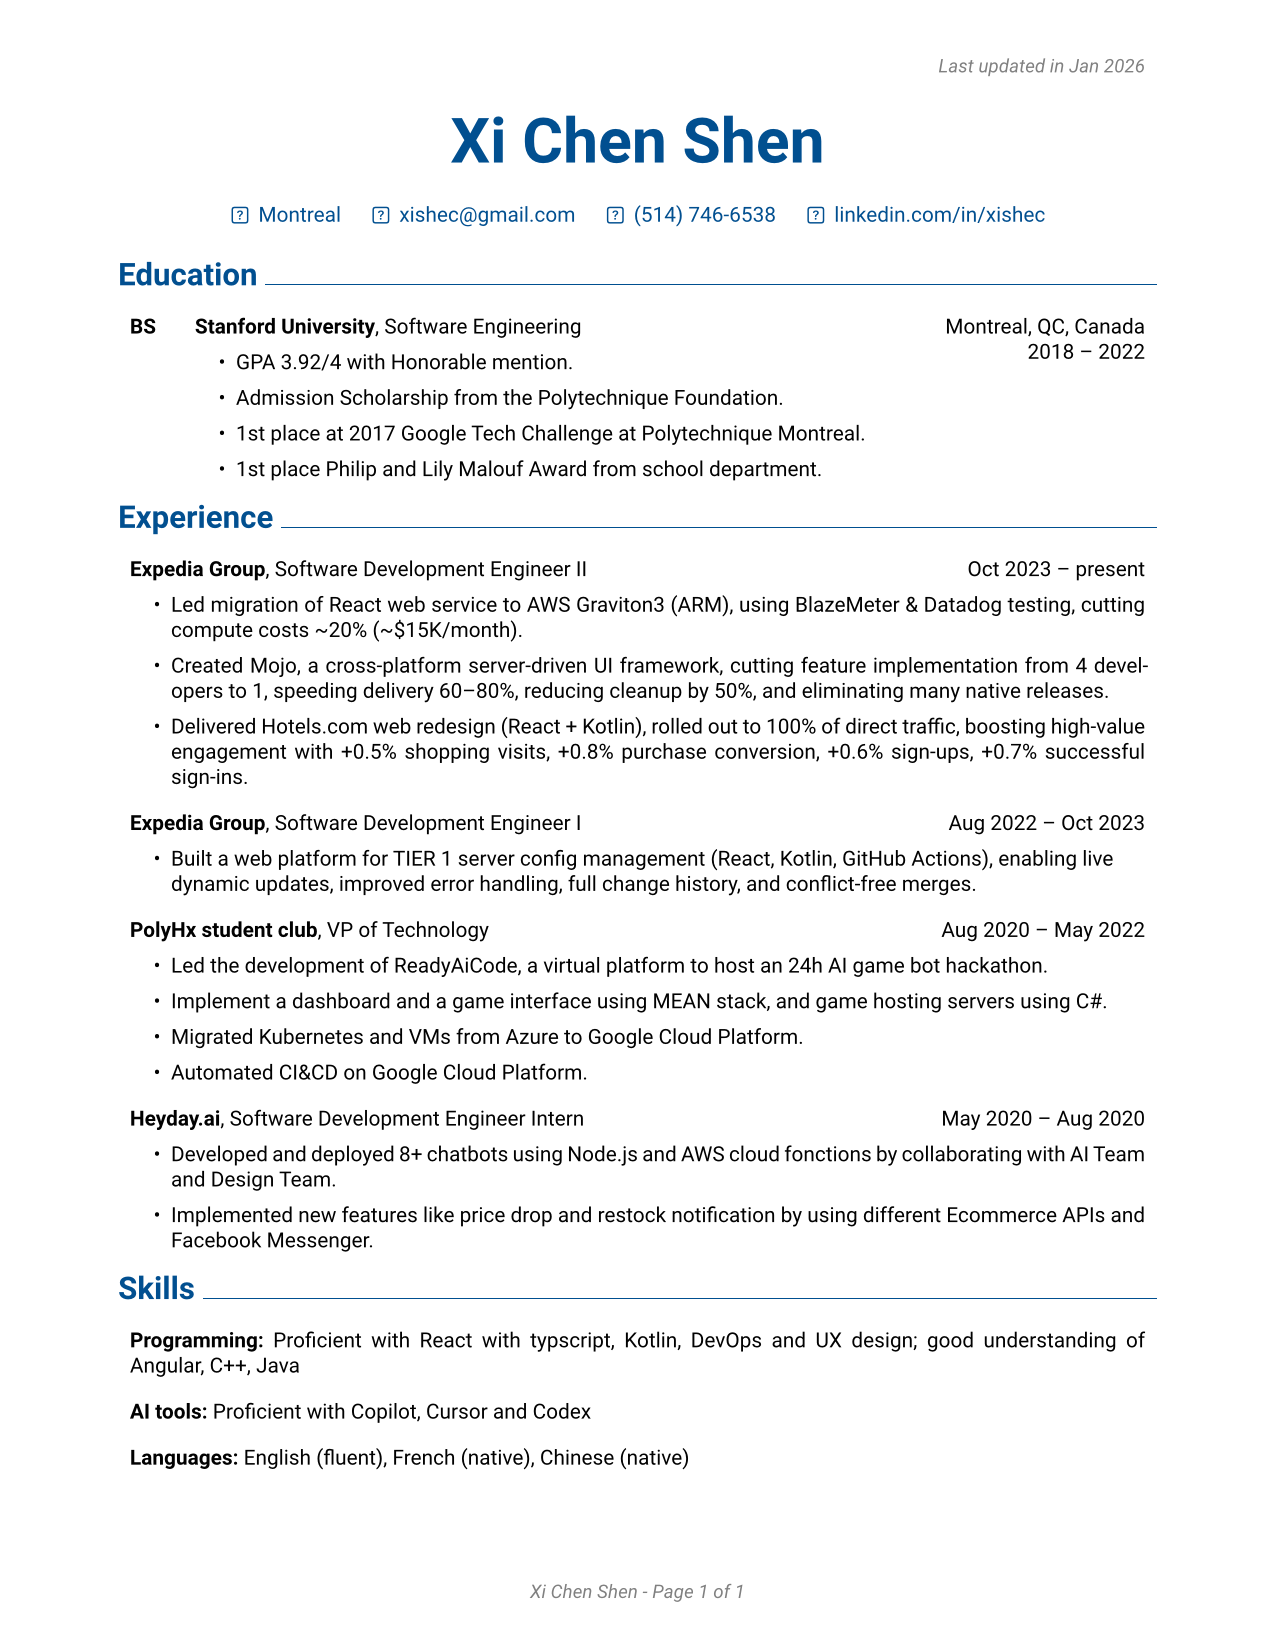 Last updated in Jan 2026
Xi Chen Shen
Montreal xishec@gmail.com (514) 746-6538 linkedin.com/in/xishec
Education
BS Stanford University, Software Engineering Montreal, QC, Canada
2018 – 2022
• GPA 3.92/4 with Honorable mention.
• Admission Scholarship from the Polytechnique Foundation.
• 1st place at 2017 Google Tech Challenge at Polytechnique Montreal.
• 1st place Philip and Lily Malouf Award from school department.
Experience
Expedia Group, Software Development Engineer II Oct 2023 – present
• Led migration of React web service to AWS Graviton3 (ARM), using BlazeMeter & Datadog testing, cutting
compute costs ~20% (~$15K/month).
• Created Mojo, a cross-platform server-driven UI framework, cutting feature implementation from 4 devel-
opers to 1, speeding delivery 60–80%, reducing cleanup by 50%, and eliminating many native releases.
• Delivered Hotels.com web redesign (React + Kotlin), rolled out to 100% of direct traffic, boosting high-value
engagement with +0.5% shopping visits, +0.8% purchase conversion, +0.6% sign-ups, +0.7% successful
sign-ins.
Expedia Group, Software Development Engineer I Aug 2022 – Oct 2023
• Built a web platform for TIER 1 server config management (React, Kotlin, GitHub Actions), enabling live
dynamic updates, improved error handling, full change history, and conflict-free merges.
PolyHx student club, VP of Technology Aug 2020 – May 2022
• Led the development of ReadyAiCode, a virtual platform to host an 24h AI game bot hackathon.
• Implement a dashboard and a game interface using MEAN stack, and game hosting servers using C#.
• Migrated Kubernetes and VMs from Azure to Google Cloud Platform.
• Automated CI&CD on Google Cloud Platform.
Heyday.ai, Software Development Engineer Intern May 2020 – Aug 2020
• Developed and deployed 8+ chatbots using Node.js and AWS cloud fonctions by collaborating with AI Team
and Design Team.
• Implemented new features like price drop and restock notification by using different Ecommerce APIs and
Facebook Messenger.
Skills
Programming: Proficient with React with typscript, Kotlin, DevOps and UX design; good understanding of
Angular, C++, Java
AI tools: Proficient with Copilot, Cursor and Codex
Languages: English (fluent), French (native), Chinese (native)
Xi Chen Shen - Page 1 of 1